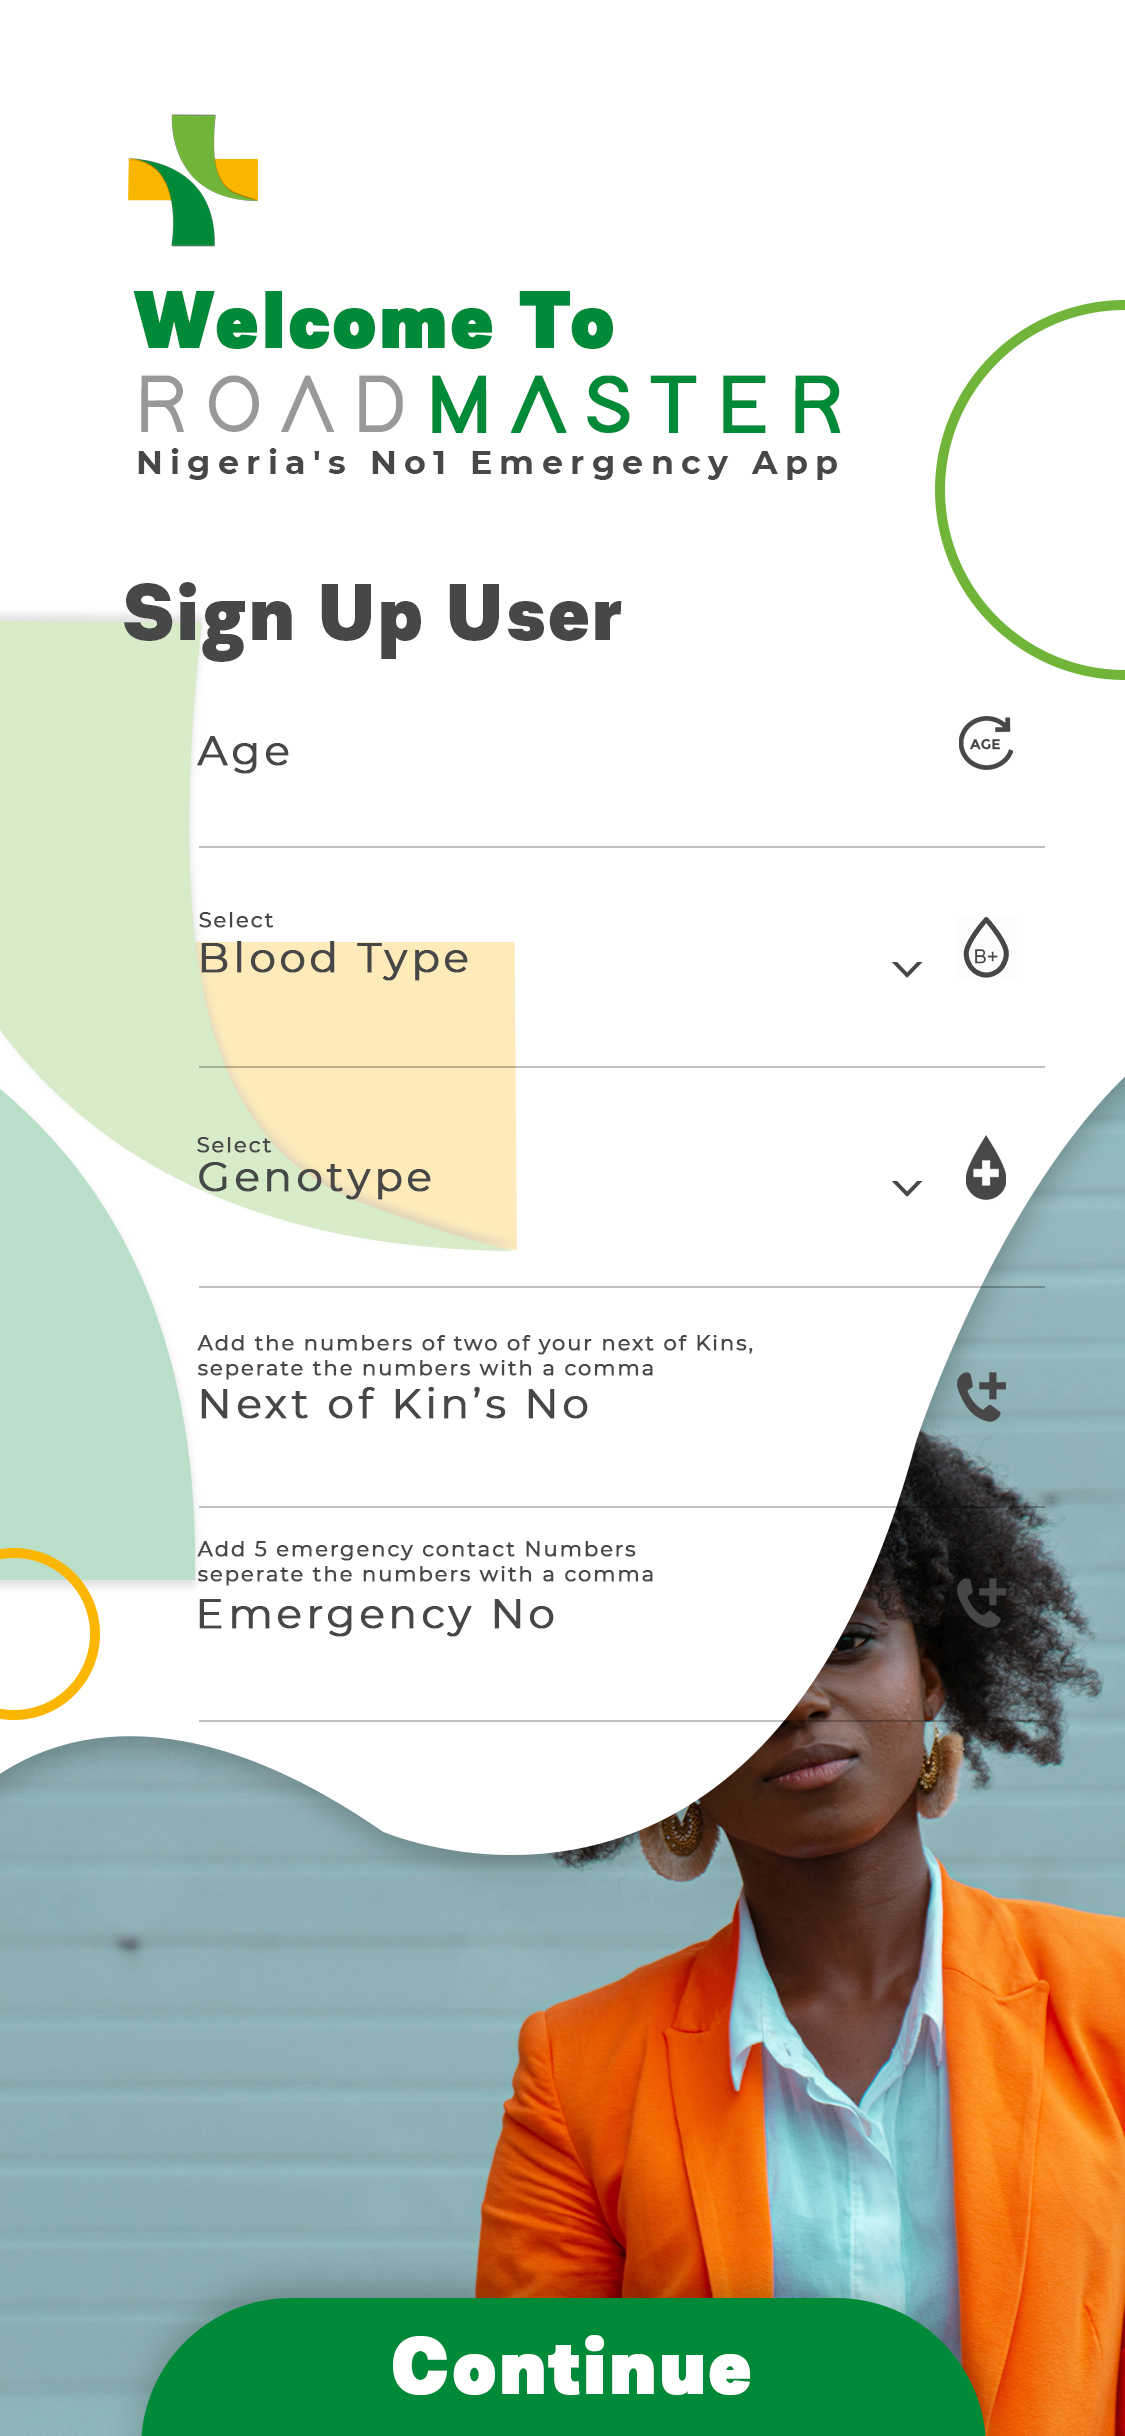 Welcome To
ROADMASTER
Nigeria's No1 Emergency App
Sign Up User
Age
AGE
Select
Blood Type
B+
Select
Genotype
Add the numbers of two of your next of Kins,
seperate the numbers with a comma
Next of Kin’s No
Add 5 emergency contact Numbers
seperate the numbers with a comma
Emergency No
Continue